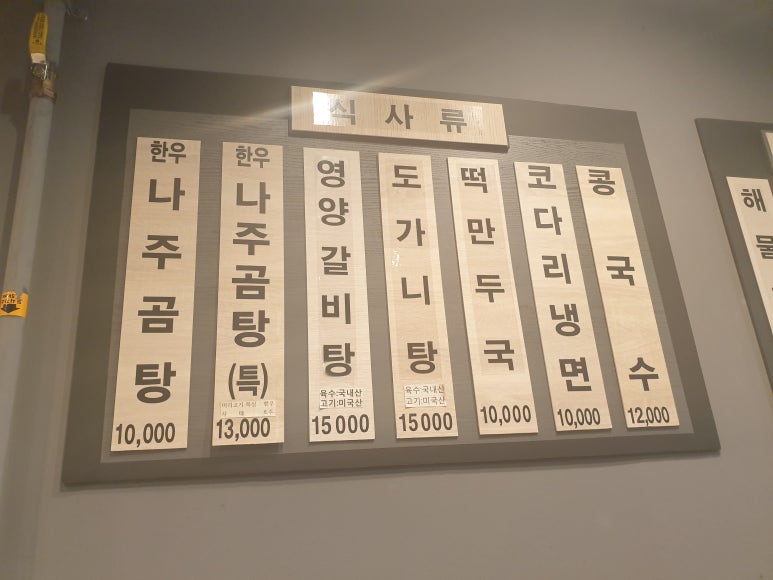 식사류
한우
나주곰탕
10,000
한우
나주곰탕
(특)
13,000
영양갈비탕
육수:국내산
고기:미국산
15000
도가니탕
육수:국내산
고기:미국산
15000
떡만두국
10,000
코다리냉면
10,000
콩국수
12,000
해물